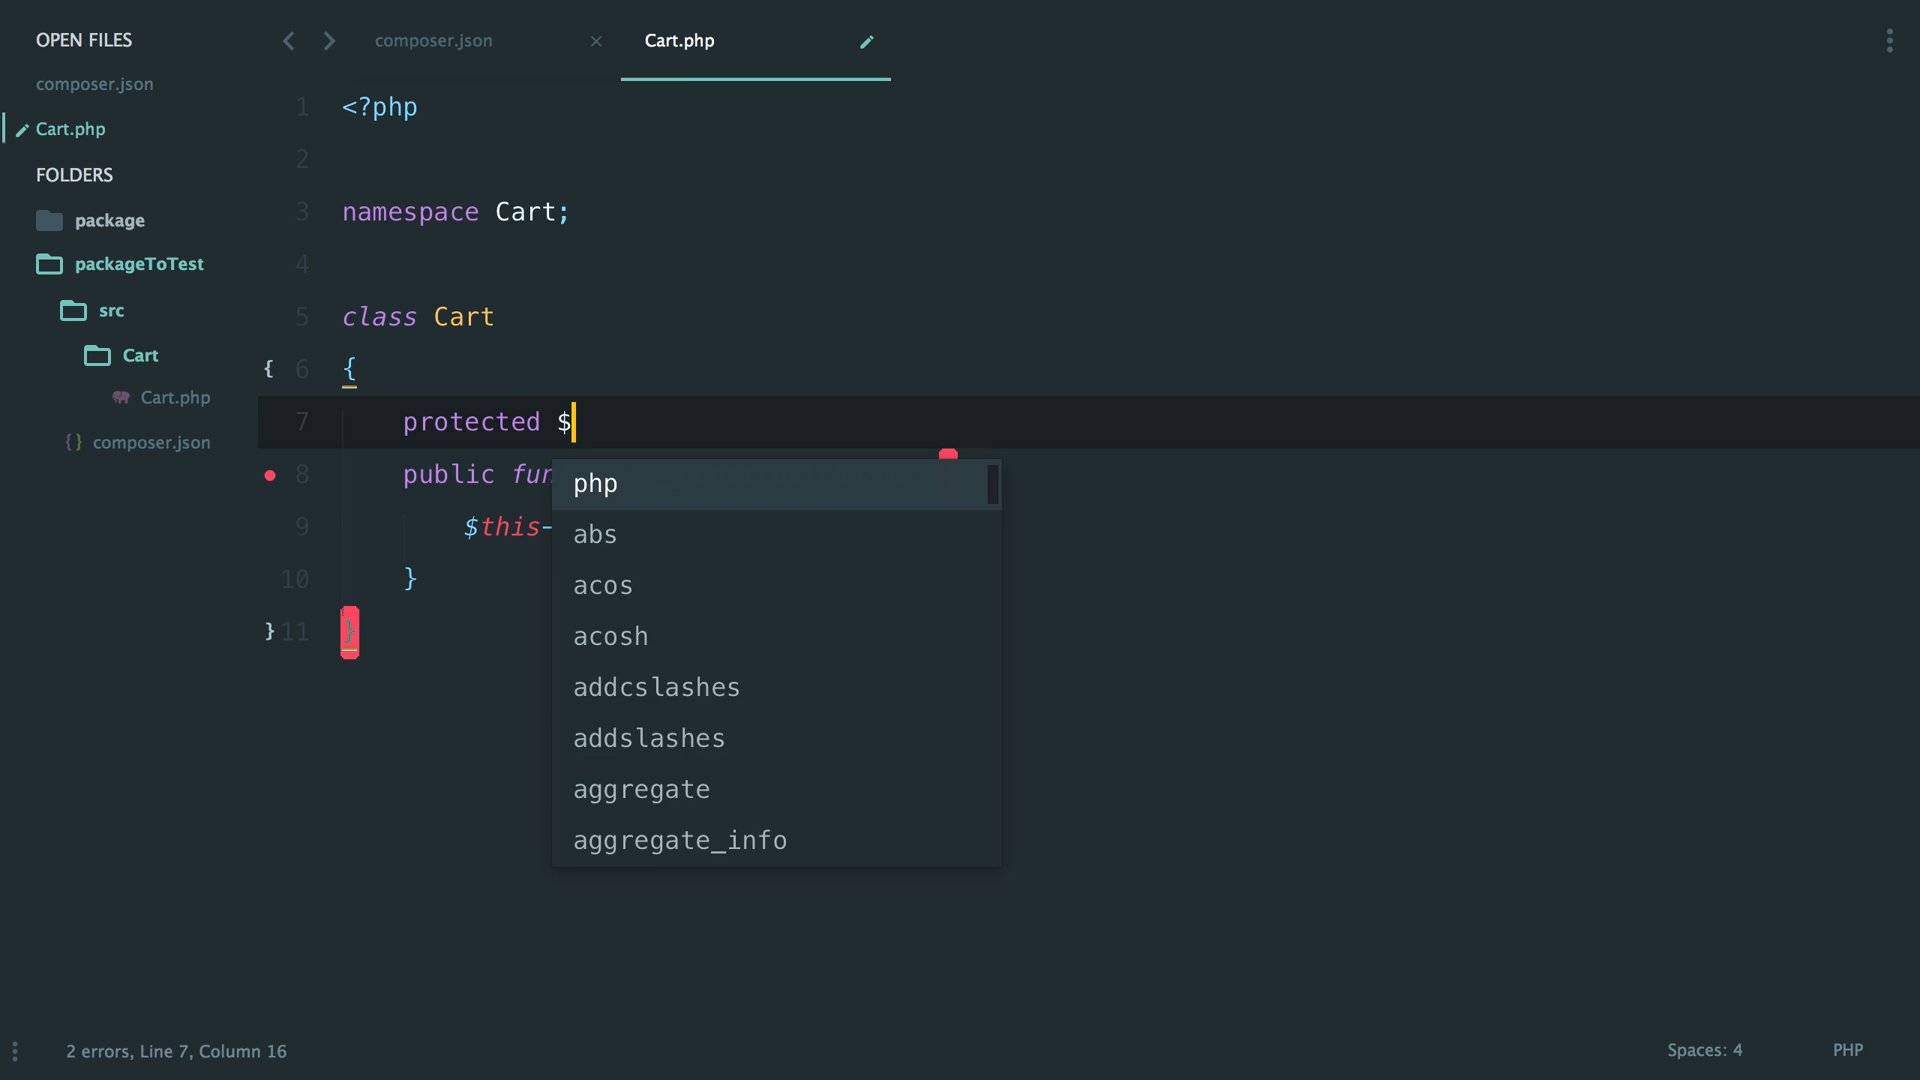 OPEN FILES
composer.json
Cart.php
FOLDERS
package
packageToTest
src
Cart
Cart.php
{} composer.json
composer.json ×
Cart.php
1 <?php
2
3 namespace Cart;
4
5 class Cart
{ 6 {
7 protected $
8 public fun
9 $this-
10 }
} 11 }
php
abs
acos
acosh
addcslashes
addslashes
aggregate
aggregate_info
2 errors, Line 7, Column 16
Spaces: 4
PHP